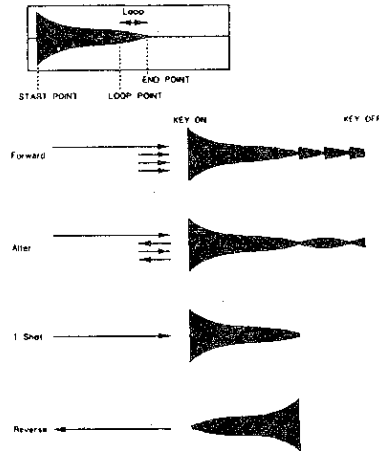 Loop
END POINT
START POINT LOOP POINT
KEY ON KEY OFF
Forward
Alter
1 Shot
Reverse